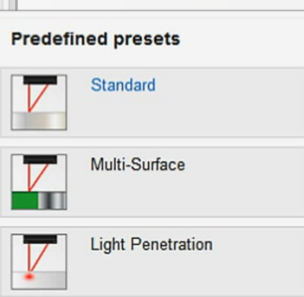 Predefined presets
Standard
Multi-Surface
Light Penetration